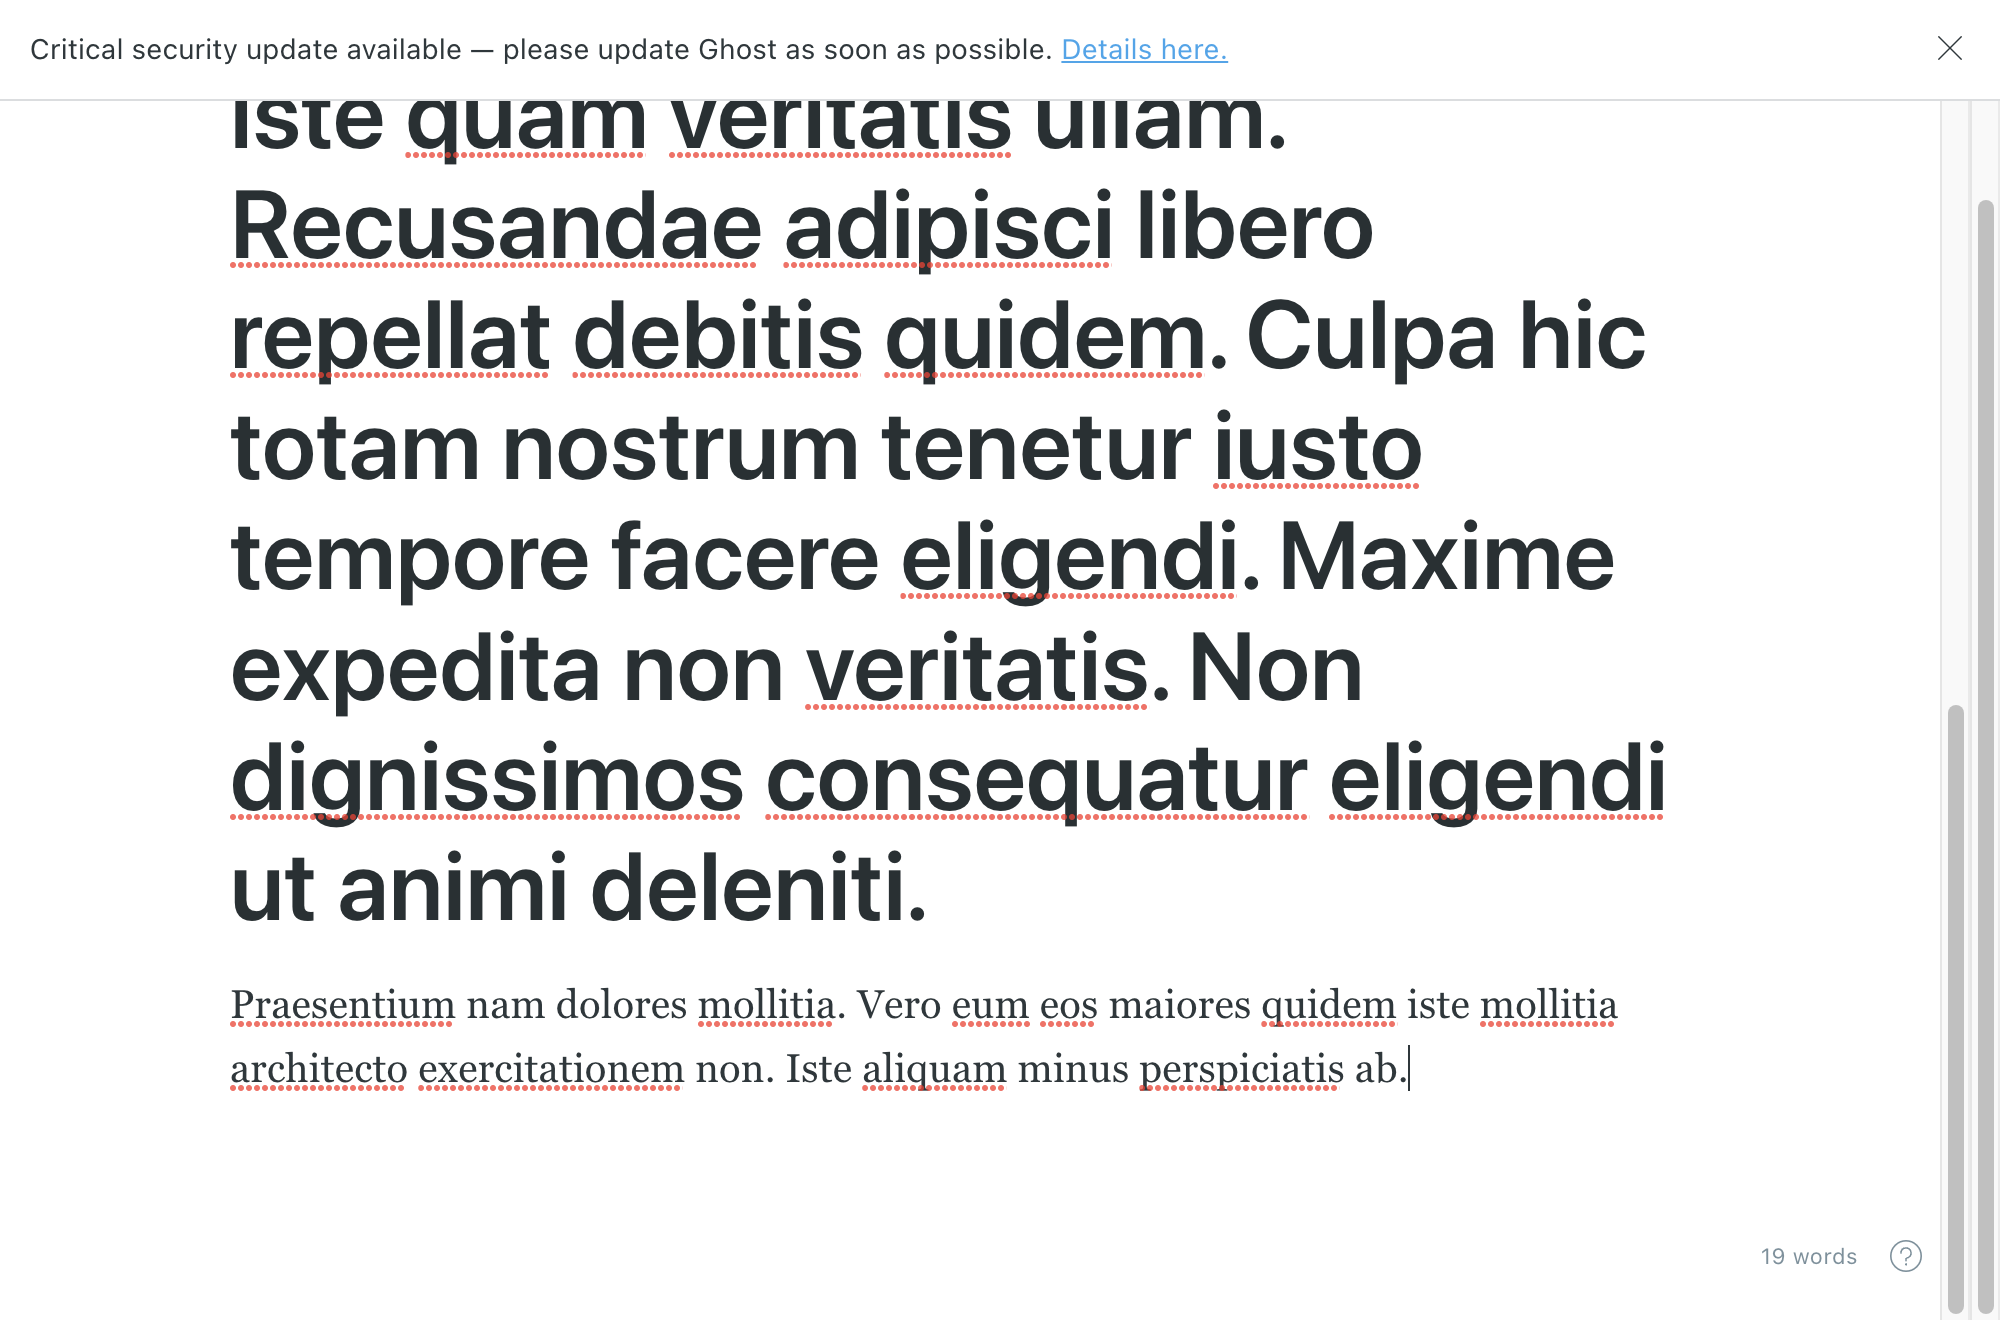 Critical security update available — please update Ghost as soon as possible. Details here.
Iste quam veritatis ullam.
Recusandae adipisci libero
repellat debitis quidem. Culpa hic
totam nostrum tenetur iusto
tempore facere eligendi. Maxime
expedita non veritatis. Non
dignissimos consequatur eligendi
ut animi deleniti.
Praesentium nam dolores mollitia. Vero eum eos maiores quidem iste mollitia
architecto exercitationem non. Iste aliquam minus perspiciatis ab.
19 words
?